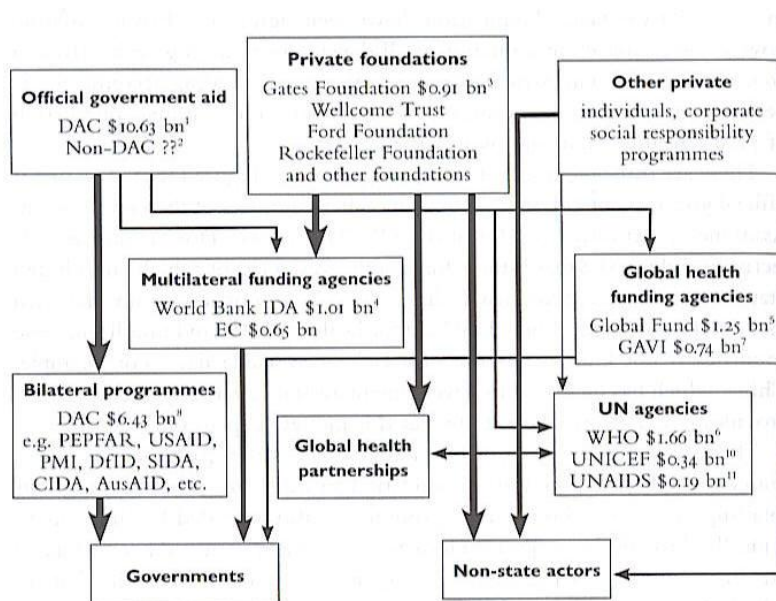 Official government aid
DAC $10.63 bn¹
Non-DAC ??²
Private foundations
Gates Foundation $0.91 bn³
Wellcome Trust
Ford Foundation
Rockefeller Foundation
and other foundations
Other private
individuals, corporate
social responsibility
programmes
Multilateral funding agencies
World Bank IDA $1.01 bn⁴
EC $0.65 bn
Global health
funding agencies
Global Fund $1.25 bn⁵
GAVI $0.74 bn⁷
Bilateral programmes
DAC $6.43 bn⁸
e.g. PEPFAR, USAID,
PMI, DfID, SIDA,
CIDA, AusAID, etc.
Global health
partnerships
UN agencies
WHO $1.66 bn⁶
UNICEF $0.34 bn¹⁰
UNAIDS $0.19 bn¹¹
Governments
Non-state actors